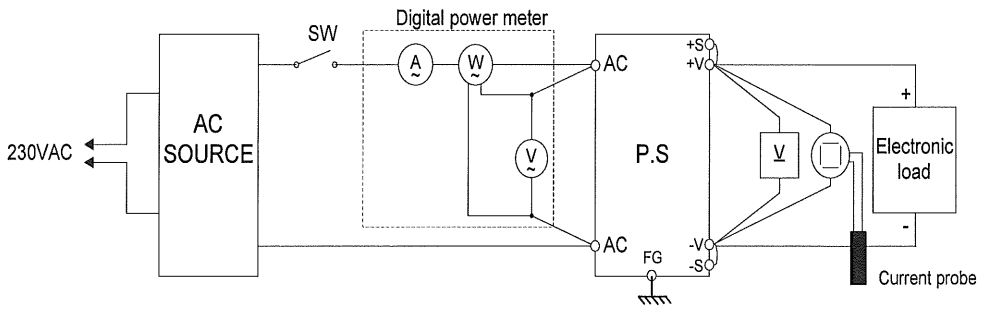 Digital power meter
SW
A
~
W
~
V
~
AC
AC
AC
SOURCE
230VAC
P.S
+S
+V
-V
-S
FG
V
+
-
Electronic
load
Current probe